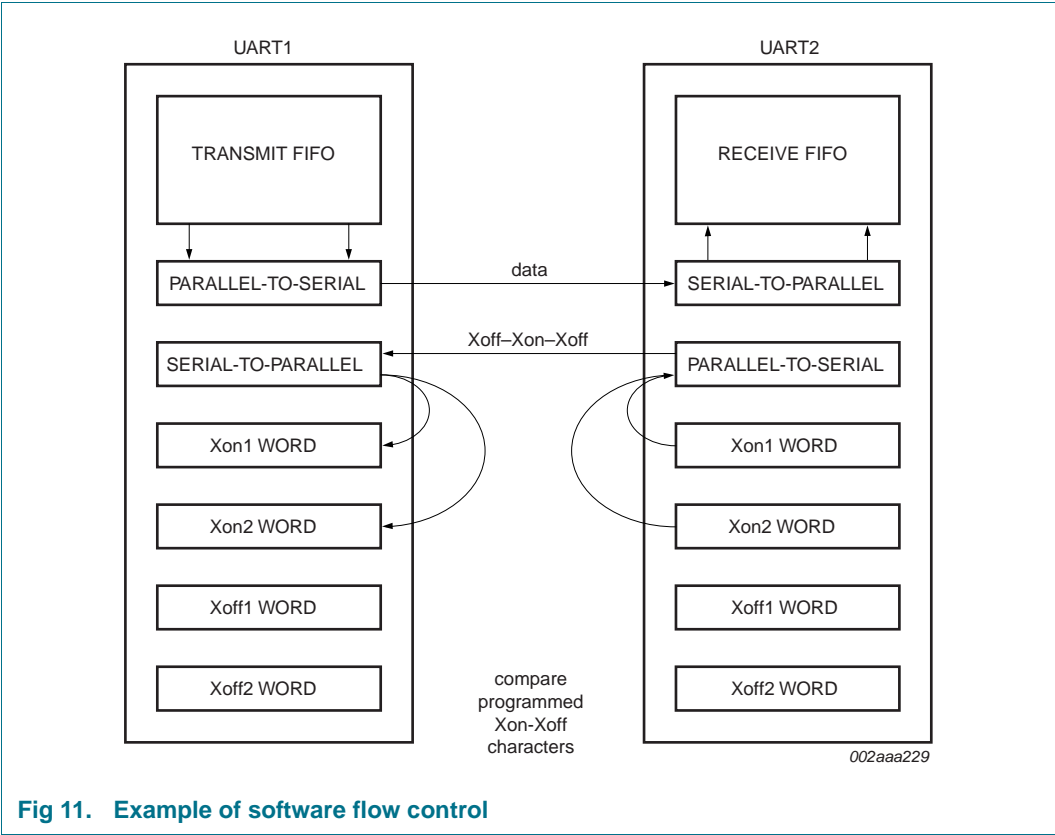 UART1
UART2
TRANSMIT FIFO
RECEIVE FIFO
PARALLEL-TO-SERIAL
data
SERIAL-TO-PARALLEL
Xoff–Xon–Xoff
SERIAL-TO-PARALLEL
PARALLEL-TO-SERIAL
Xon1 WORD
Xon1 WORD
Xon2 WORD
Xon2 WORD
Xoff1 WORD
Xoff1 WORD
Xoff2 WORD
Xoff2 WORD
compare
programmed
Xon-Xoff
characters
002aaa229
Fig 11. Example of software flow control